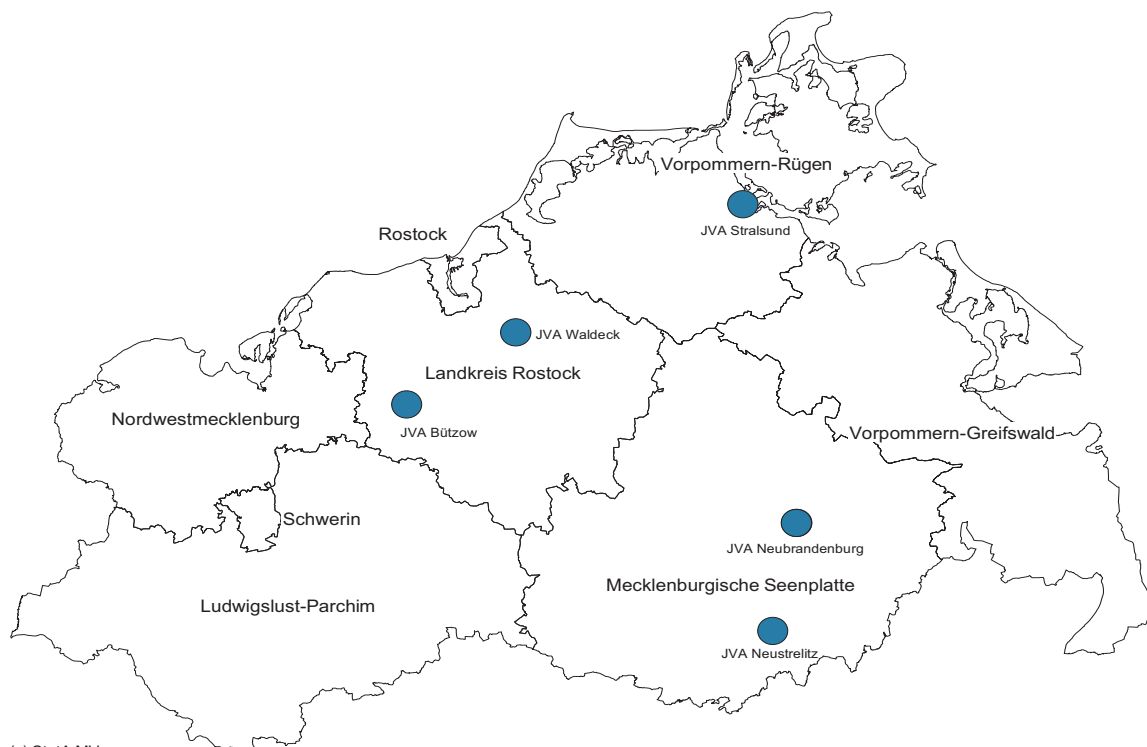 Vorpommern-Rügen
JVA Stralsund
Rostock
JVA Waldeck
Landkreis Rostock
Nordwestmecklenburg
JVA Bützow
Vorpommern-Greifswald
Schwerin
JVA Neubrandenburg
Mecklenburgische Seenplatte
Ludwigslust-Parchim
JVA Neustrelitz